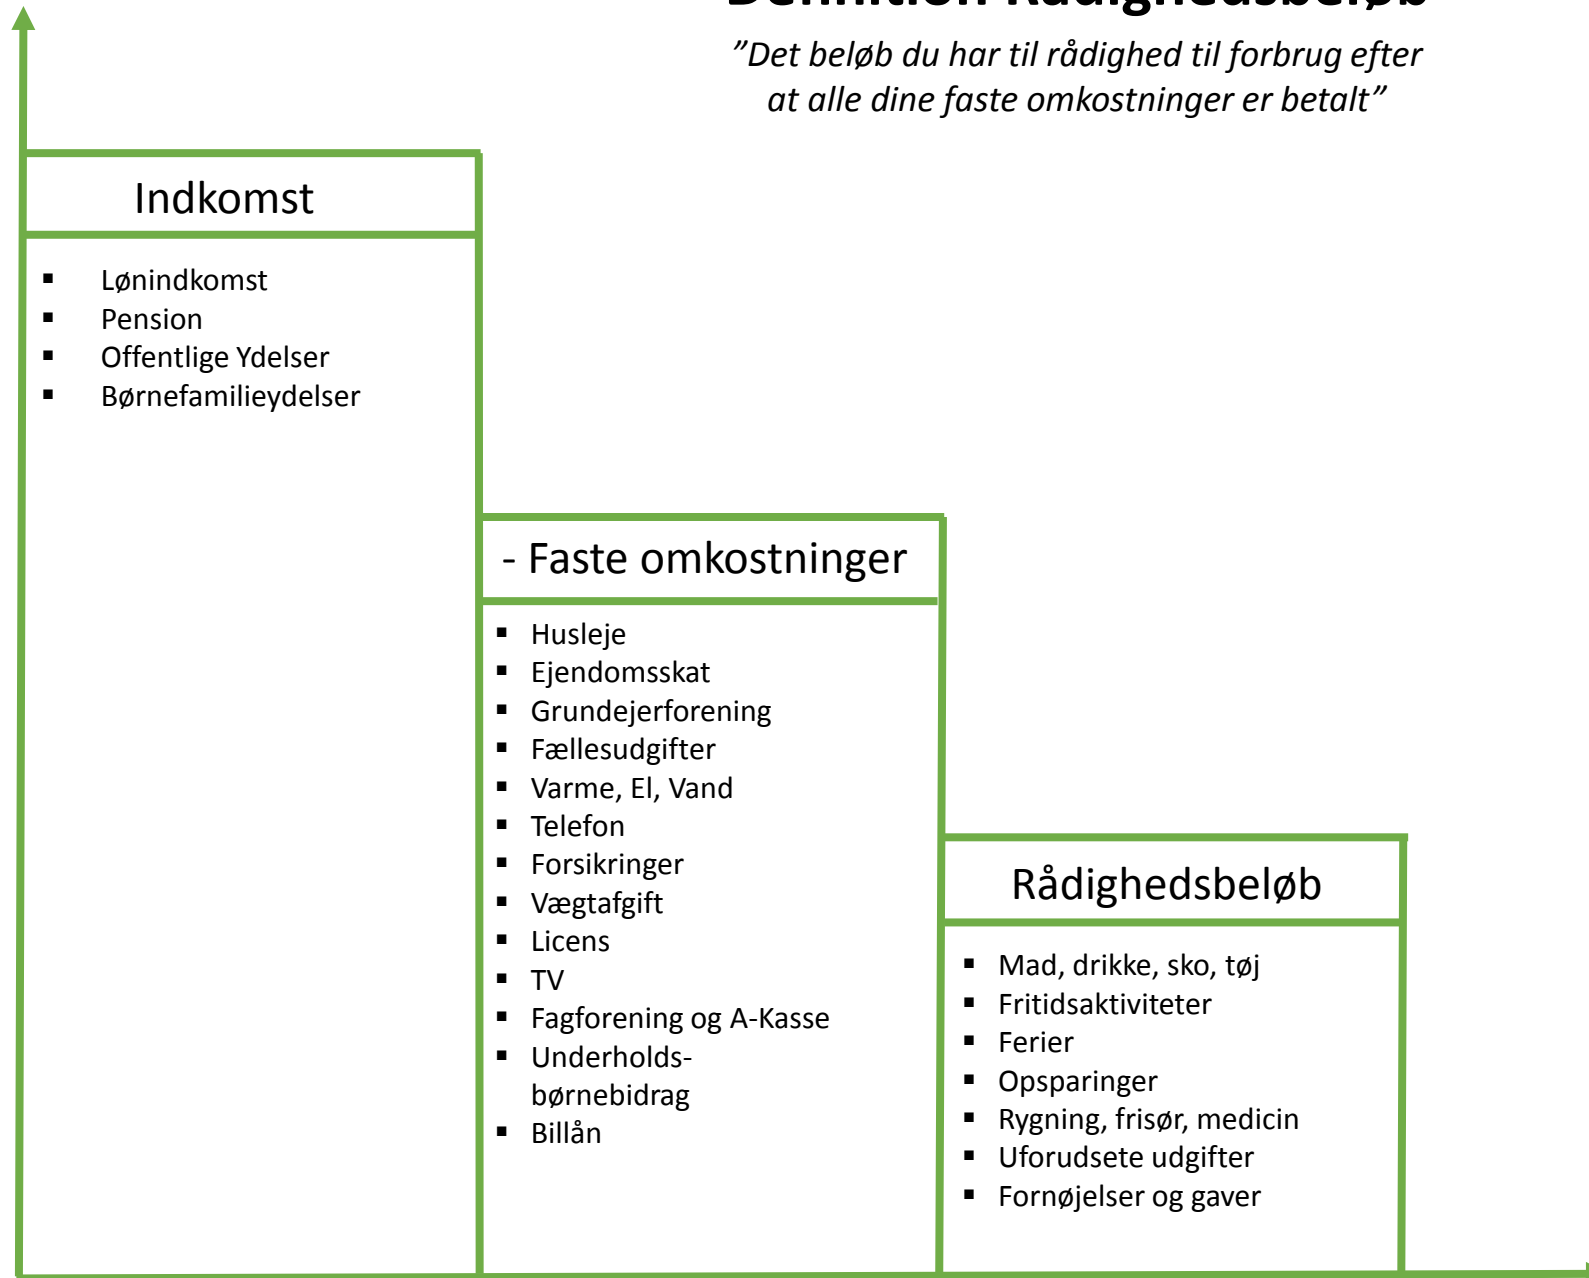 Definition Rådighedsbeløb
”Det beløb du har til rådighed til forbrug efter
at alle dine faste omkostninger er betalt”
Indkomst
▪ Lønindkomst
▪ Pension
▪ Offentlige Ydelser
▪ Børnefamilieydelser
- Faste omkostninger
▪ Husleje
▪ Ejendomsskat
▪ Grundejerforening
▪ Fællesudgifter
▪ Varme, El, Vand
▪ Telefon
▪ Forsikringer
▪ Vægtafgift
▪ Licens
▪ TV
▪ Fagforening og A-Kasse
▪ Underholds-
børnebidrag
▪ Billån
Rådighedsbeløb
▪ Mad, drikke, sko, tøj
▪ Fritidsaktiviteter
▪ Ferier
▪ Opsparinger
▪ Rygning, frisør, medicin
▪ Uforudsete udgifter
▪ Fornøjelser og gaver